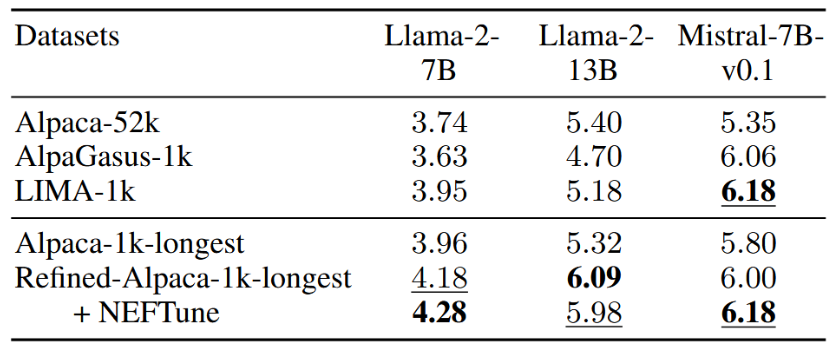 Datasets Llama-2-7B Llama-2-13B Mistral-7B-v0.1
Alpaca-52k 3.74 5.40 5.35
AlpaGasus-1k 3.63 4.70 6.06
LIMA-1k 3.95 5.18 6.18
Alpaca-1k-longest 3.96 5.32 5.80
Refined-Alpaca-1k-longest 4.18 6.09 6.00
+ NEFTune 4.28 5.98 6.18